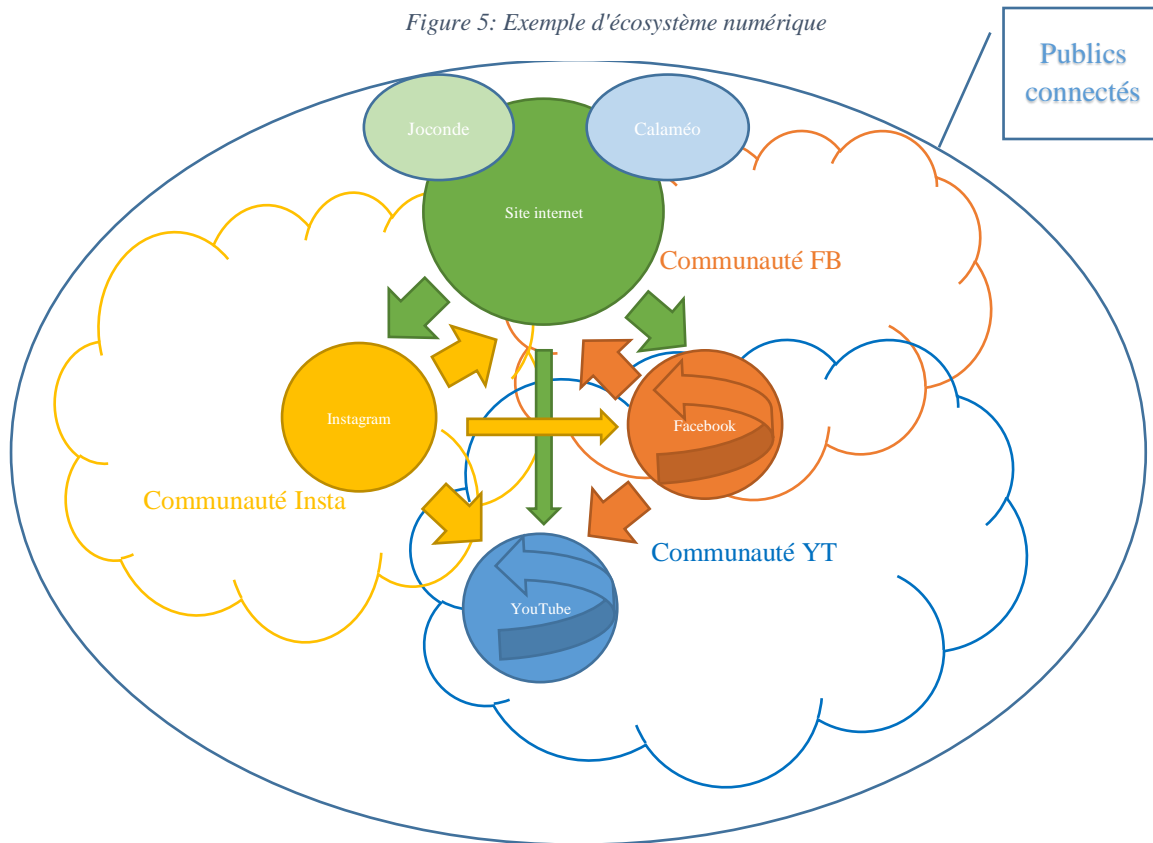 Figure 5: Exemple d'écosystème numérique
Publics
connectés
Joconde
Calaméo
Site internet
Communauté FB
Instagram
Facebook
Communauté Insta
Communauté YT
YouTube